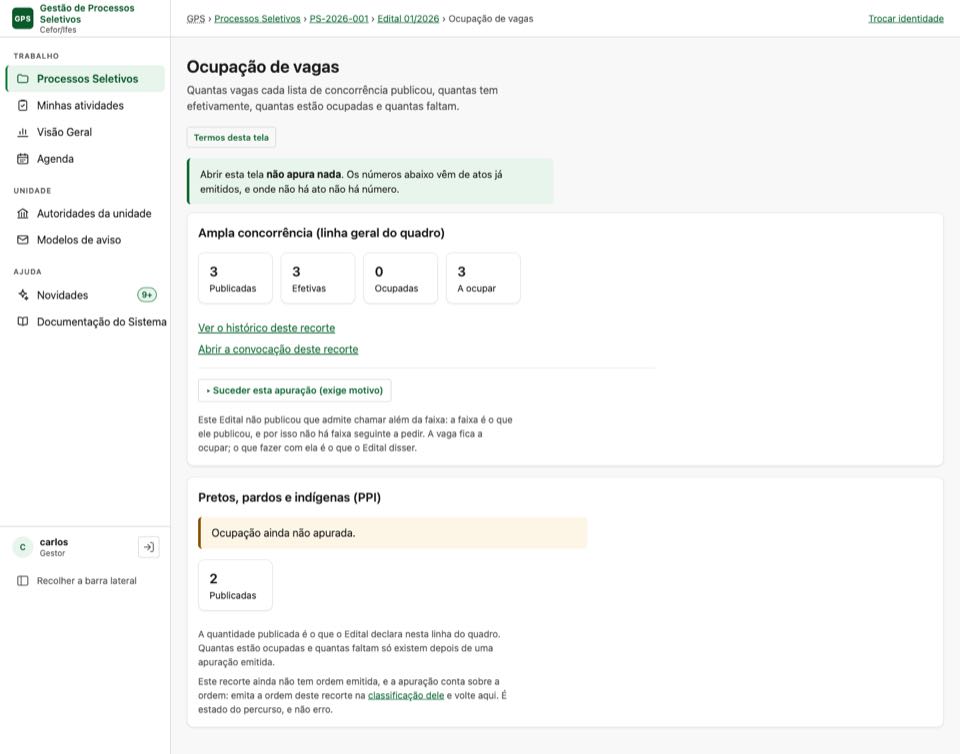 GPS
Gestão de Processos
Seletivos
Cefor/Ifes
GPS › Processos Seletivos › PS-2026-001 › Edital 01/2026 › Ocupação de vagas
Trocar identidade
TRABALHO
Processos Seletivos
Minhas atividades
Visão Geral
Agenda
UNIDADE
Autoridades da unidade
Modelos de aviso
AJUDA
Novidades
9+
Documentação do Sistema
C
carlos
Gestor
Recolher a barra lateral
Ocupação de vagas
Quantas vagas cada lista de concorrência publicou, quantas tem
efetivamente, quantas estão ocupadas e quantas faltam.
Termos desta tela
Abrir esta tela não apura nada. Os números abaixo vêm de atos já
emitidos, e onde não há ato não há número.
Ampla concorrência (linha geral do quadro)
3
Publicadas
3
Efetivas
0
Ocupadas
3
A ocupar
Ver o histórico deste recorte
Abrir a convocação deste recorte
▸ Suceder esta apuração (exige motivo)
Este Edital não publicou que admite chamar além da faixa: a faixa é o que
ele publicou, e por isso não há faixa seguinte a pedir. A vaga fica a
ocupar; o que fazer com ela é o que o Edital disser.
Pretos, pardos e indígenas (PPI)
Ocupação ainda não apurada.
2
Publicadas
A quantidade publicada é o que o Edital declara nesta linha do quadro.
Quantas estão ocupadas e quantas faltam só existem depois de uma
apuração emitida.
Este recorte ainda não tem ordem emitida, e a apuração conta sobre a
ordem: emita a ordem deste recorte na classificação dele e volte aqui. É
estado do percurso, e não erro.